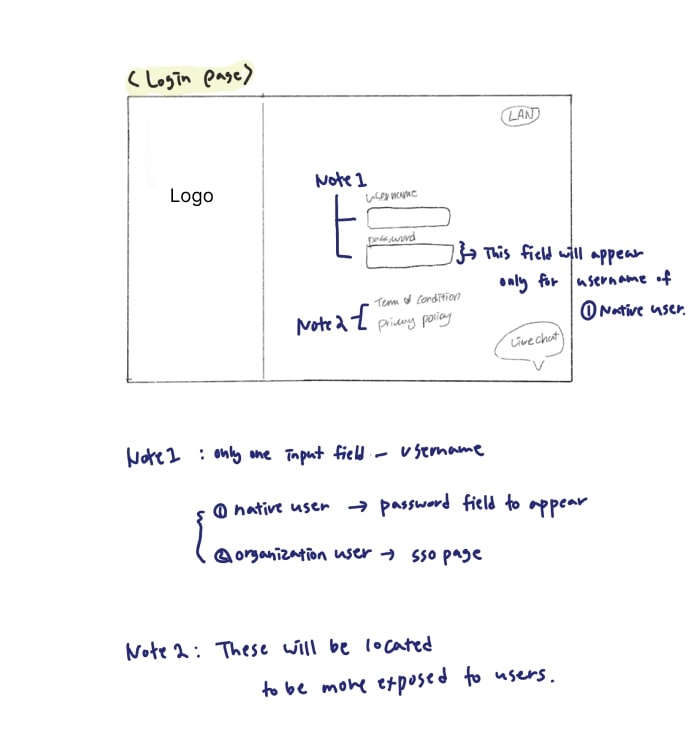 < Login page >
LAN
Logo
Note 1
username
password
→ This field will appear
only for username of
① Native user.
Term & condition
Note 2
privacy policy
Live chat
Note 1 : only one input field - username
① native user → password field to appear
② organization user → sso page
Note 2 : These will be located
to be more exposed to users.